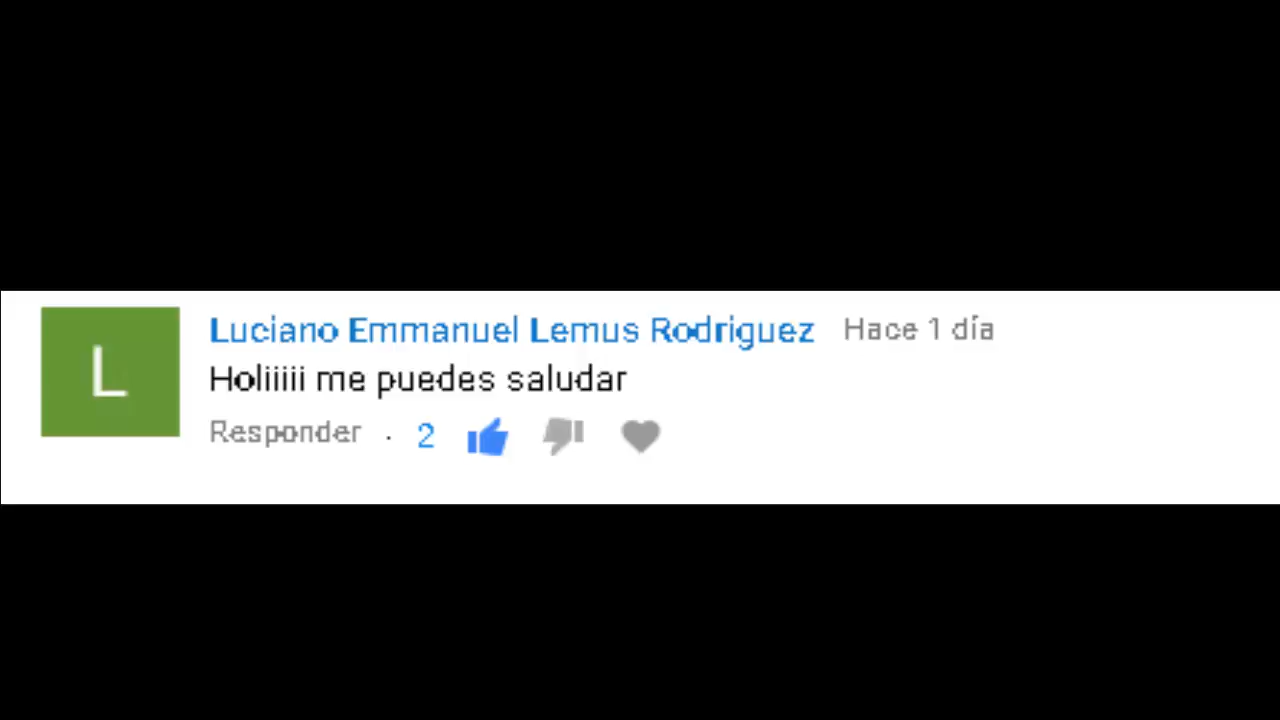 L
Luciano Emmanuel Lemus Rodriguez Hace 1 día
Holiiiii me puedes saludar
Responder · 2